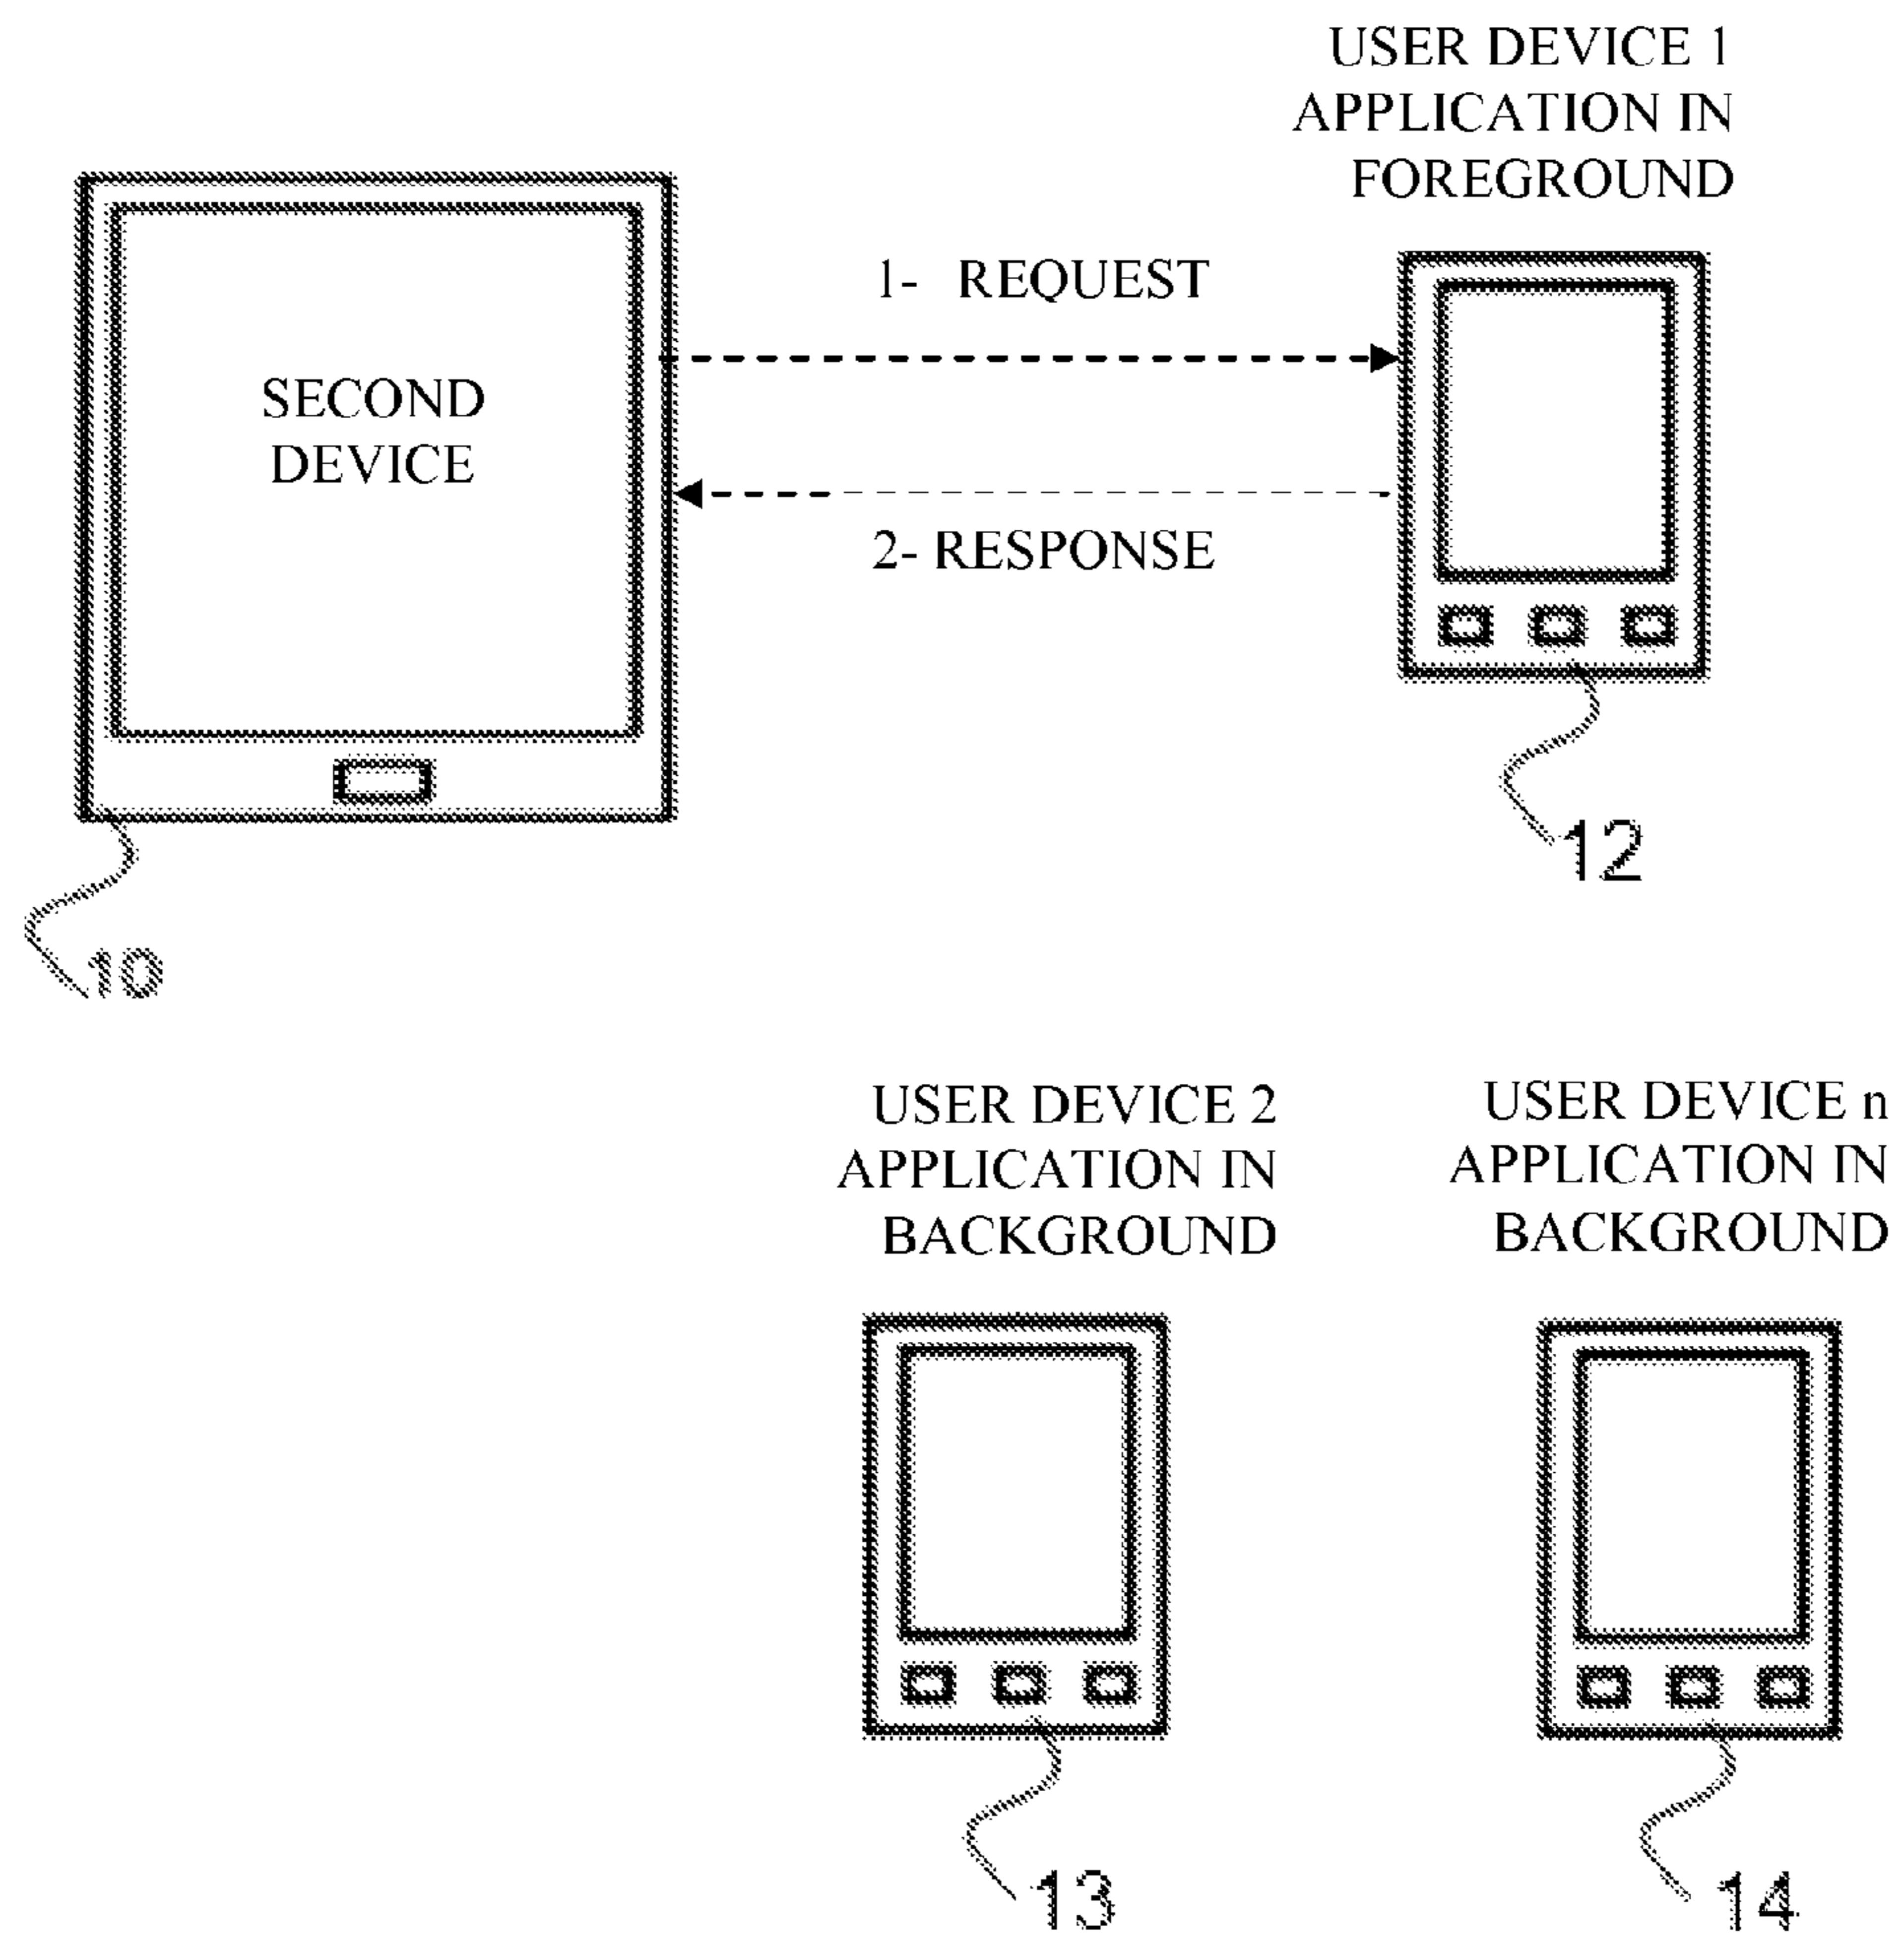 USER DEVICE 1
APPLICATION IN
FOREGROUND
1- REQUEST
SECOND
DEVICE
2- RESPONSE
12
10
USER DEVICE 2
APPLICATION IN
BACKGROUND
USER DEVICE n
APPLICATION IN
BACKGROUND
13
14